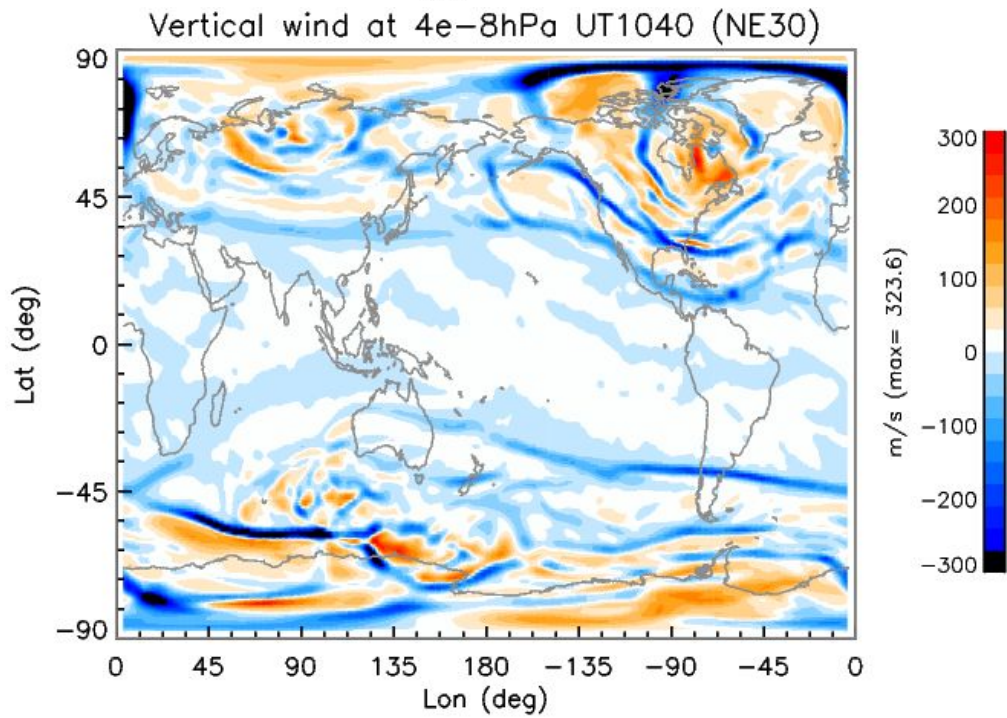 Vertical wind at 4e-8hPa UT1040 (NE30)
90
45
0
-45
-90
Lat (deg)
0 45 90 135 180 -135 -90 -45 0
Lon (deg)
300
200
100
0
-100
-200
-300
m/s (max= 323.6)